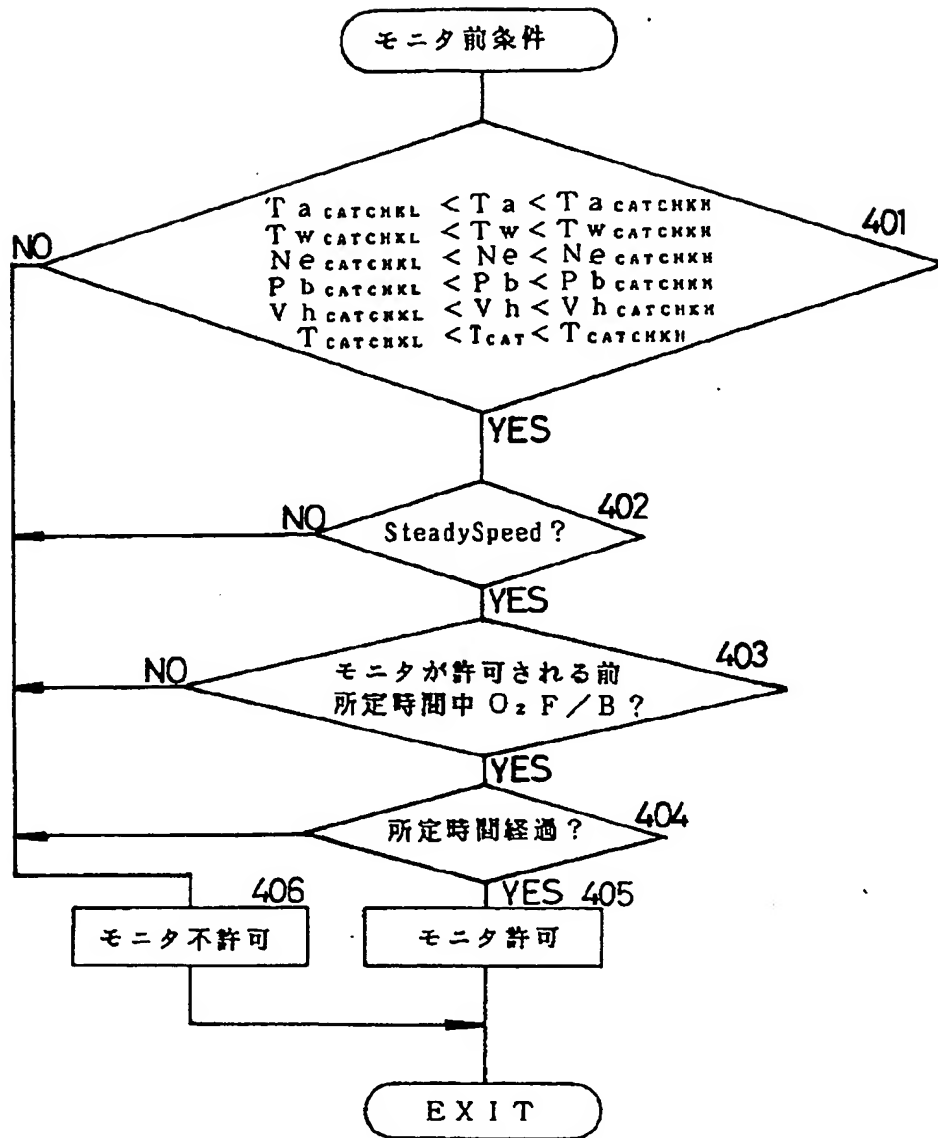 モニタ前条件
Ta CATCHKL < Ta < Ta CATCHKH
Tw CATCHKL < Tw < Tw CATCHKH
Ne CATCHKL < Ne < Ne CATCHKH
Pb CATCHKL < Pb < Pb CATCHKH
Vh CATCHKL < Vh < Vh CATCHKH
T CATCHKL < TCAT < T CATCHKH
401
NO
YES
402
NO
SteadySpeed?
YES
403
NO
モニタが許可される前
所定時間中 O₂ F/B?
YES
404
所定時間経過?
YES
406
405
モニタ不許可
モニタ許可
EXIT